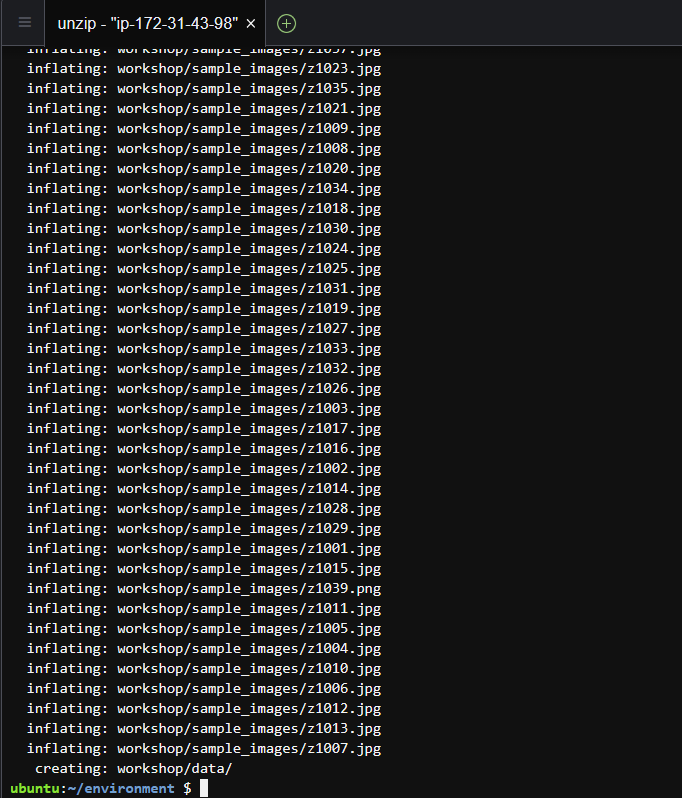 unzip - "ip-172-31-43-98" ×
inflating: workshop/sample_images/z1037.jpg
inflating: workshop/sample_images/z1023.jpg
inflating: workshop/sample_images/z1035.jpg
inflating: workshop/sample_images/z1021.jpg
inflating: workshop/sample_images/z1009.jpg
inflating: workshop/sample_images/z1008.jpg
inflating: workshop/sample_images/z1020.jpg
inflating: workshop/sample_images/z1034.jpg
inflating: workshop/sample_images/z1018.jpg
inflating: workshop/sample_images/z1030.jpg
inflating: workshop/sample_images/z1024.jpg
inflating: workshop/sample_images/z1025.jpg
inflating: workshop/sample_images/z1031.jpg
inflating: workshop/sample_images/z1019.jpg
inflating: workshop/sample_images/z1027.jpg
inflating: workshop/sample_images/z1033.jpg
inflating: workshop/sample_images/z1032.jpg
inflating: workshop/sample_images/z1026.jpg
inflating: workshop/sample_images/z1003.jpg
inflating: workshop/sample_images/z1017.jpg
inflating: workshop/sample_images/z1016.jpg
inflating: workshop/sample_images/z1002.jpg
inflating: workshop/sample_images/z1014.jpg
inflating: workshop/sample_images/z1028.jpg
inflating: workshop/sample_images/z1029.jpg
inflating: workshop/sample_images/z1001.jpg
inflating: workshop/sample_images/z1015.jpg
inflating: workshop/sample_images/z1039.png
inflating: workshop/sample_images/z1011.jpg
inflating: workshop/sample_images/z1005.jpg
inflating: workshop/sample_images/z1004.jpg
inflating: workshop/sample_images/z1010.jpg
inflating: workshop/sample_images/z1006.jpg
inflating: workshop/sample_images/z1012.jpg
inflating: workshop/sample_images/z1013.jpg
inflating: workshop/sample_images/z1007.jpg
creating: workshop/data/
ubuntu:~/environment $